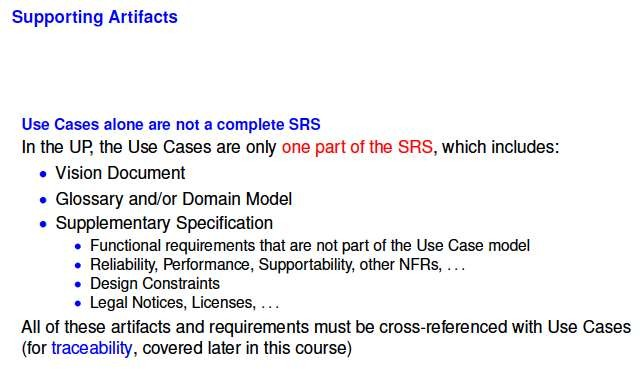 Supporting Artifacts
Use Cases alone are not a complete SRS
In the UP, the Use Cases are only one part of the SRS, which includes:
• Vision Document
• Glossary and/or Domain Model
• Supplementary Specification
• Functional requirements that are not part of the Use Case model
• Reliability, Performance, Supportability, other NFRs, ...
• Design Constraints
• Legal Notices, Licenses, ...
All of these artifacts and requirements must be cross-referenced with Use Cases
(for traceability, covered later in this course)